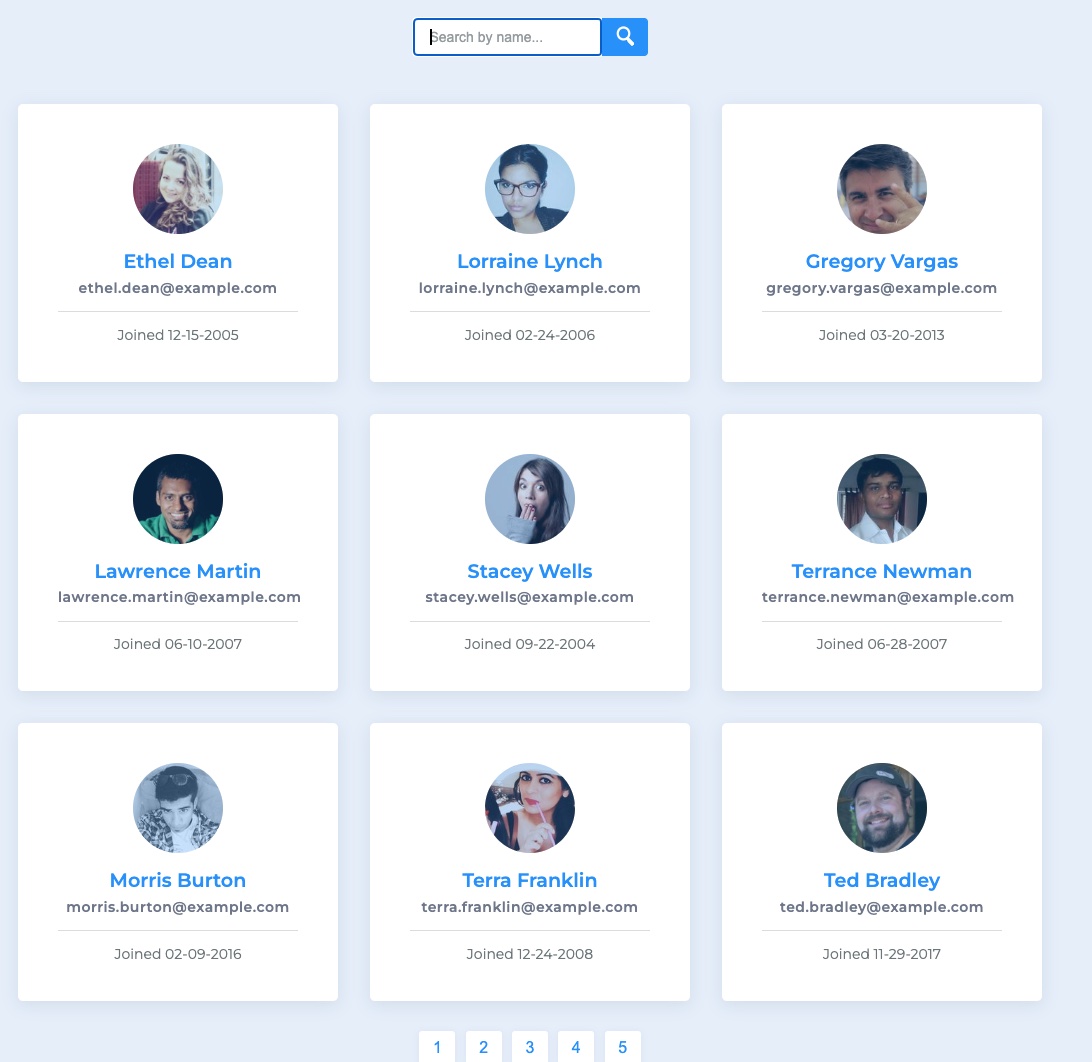 Search by name...
Ethel Dean
ethel.dean@example.com
Joined 12-15-2005
Lorraine Lynch
lorraine.lynch@example.com
Joined 02-24-2006
Gregory Vargas
gregory.vargas@example.com
Joined 03-20-2013
Lawrence Martin
lawrence.martin@example.com
Joined 06-10-2007
Stacey Wells
stacey.wells@example.com
Joined 09-22-2004
Terrance Newman
terrance.newman@example.com
Joined 06-28-2007
Morris Burton
morris.burton@example.com
Joined 02-09-2016
Terra Franklin
terra.franklin@example.com
Joined 12-24-2008
Ted Bradley
ted.bradley@example.com
Joined 11-29-2017
1 2 3 4 5